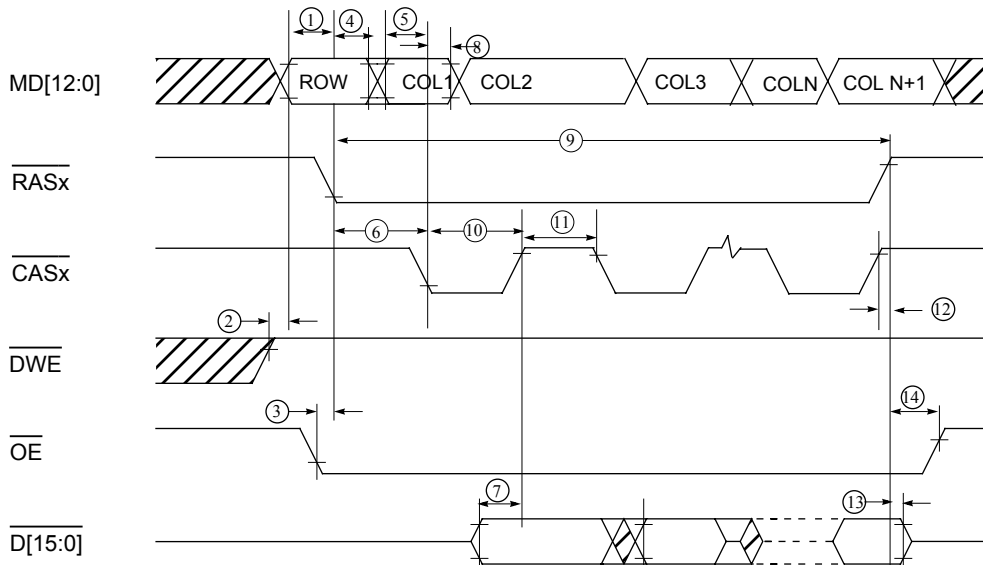 ① ④ ⑤
⑧
MD[12:0] ROW COL1 COL2 COL3 COLN COL N+1
⑨
RASx
⑥ ⑩ ⑪
CASx
② ⑫
DWE
③ ⑭
OE
⑦ ⑬
D[15:0]